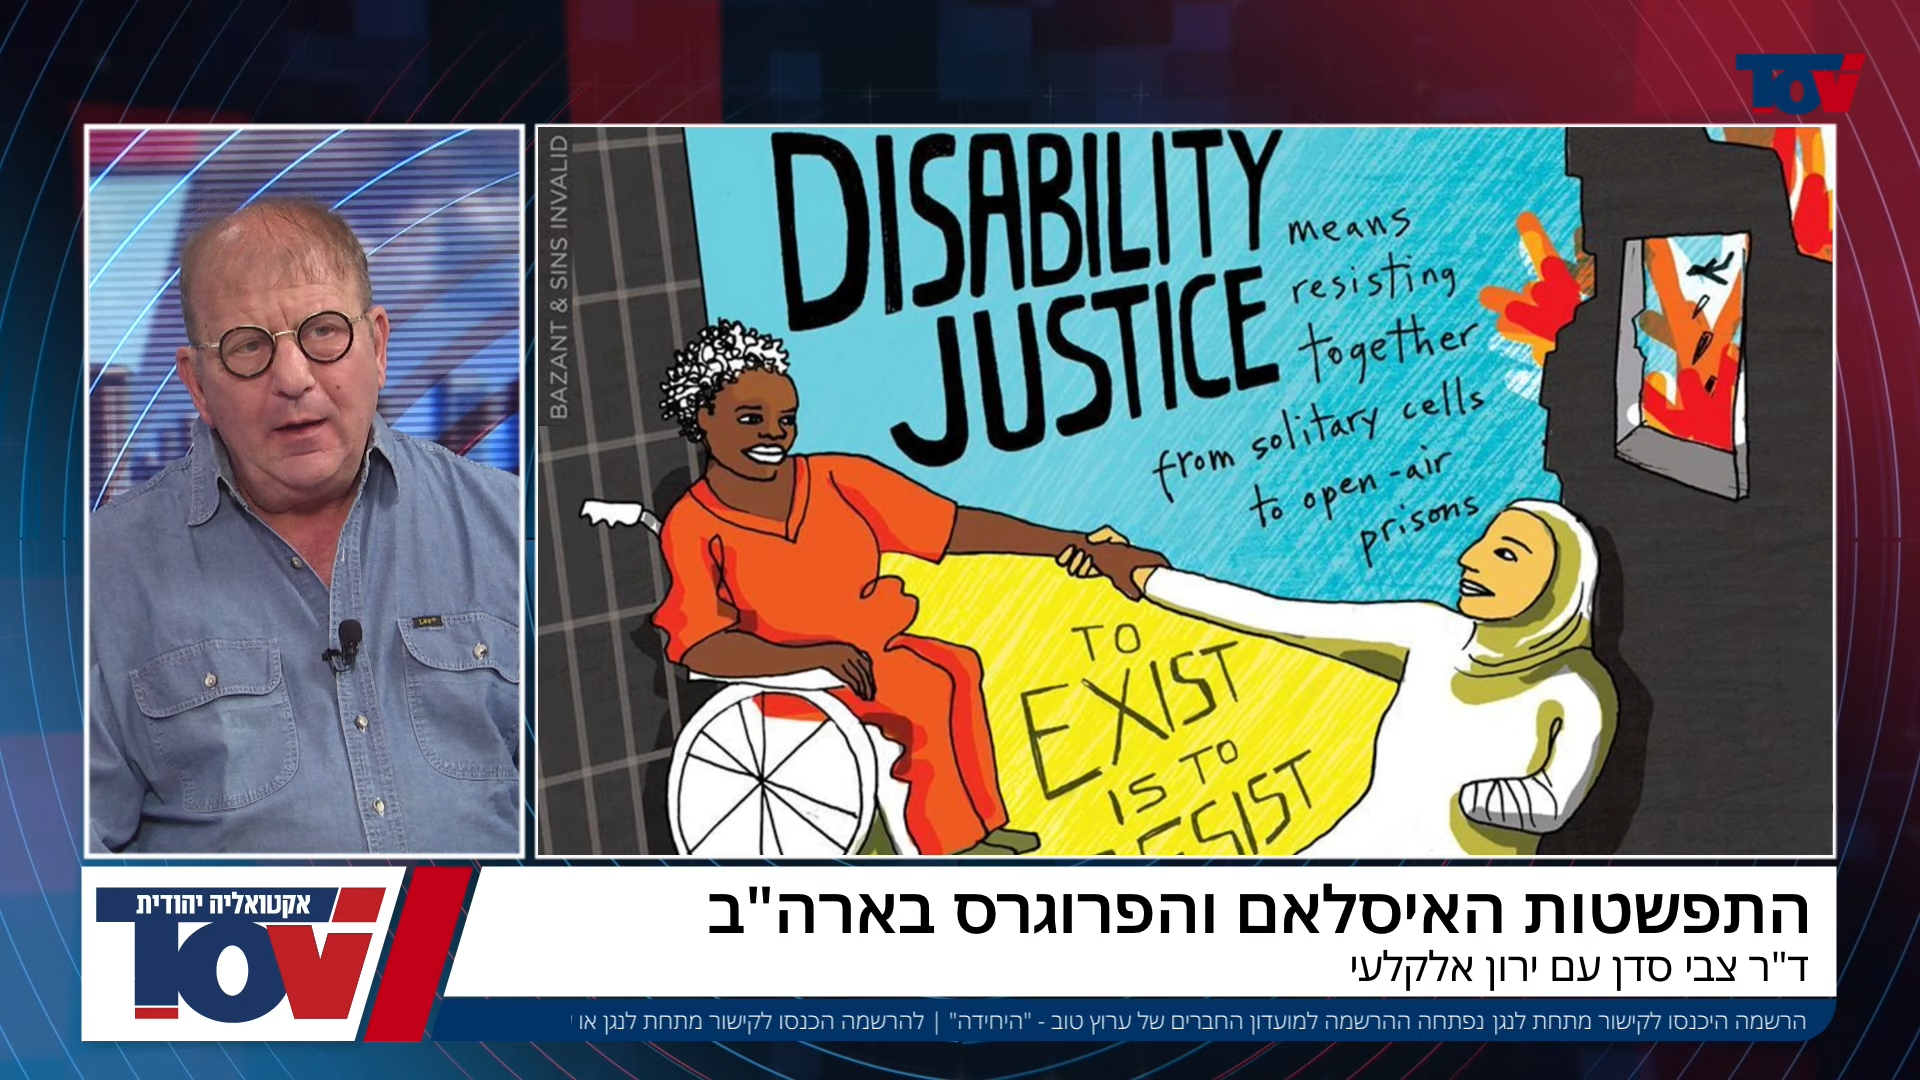 TOV
BAZANT & SINS INVALID
DISABILITY
JUSTICE
means
resisting
together
from solitary cells
to open-air
prisons
TO
EXIST
IS TO
RESIST
התפשטות האיסלאם והפרוגרס בארה"ב
ד"ר צבי סדן עם ירון אלקלעי
אקטואליה יהודית
TOV
הרשמה היכנסו לקישור מתחת לנגן נפתחה ההרשמה למועדון החברים של ערוץ טוב - "היחידה" | להרשמה הכנסו לקישור מתחת לנגן או